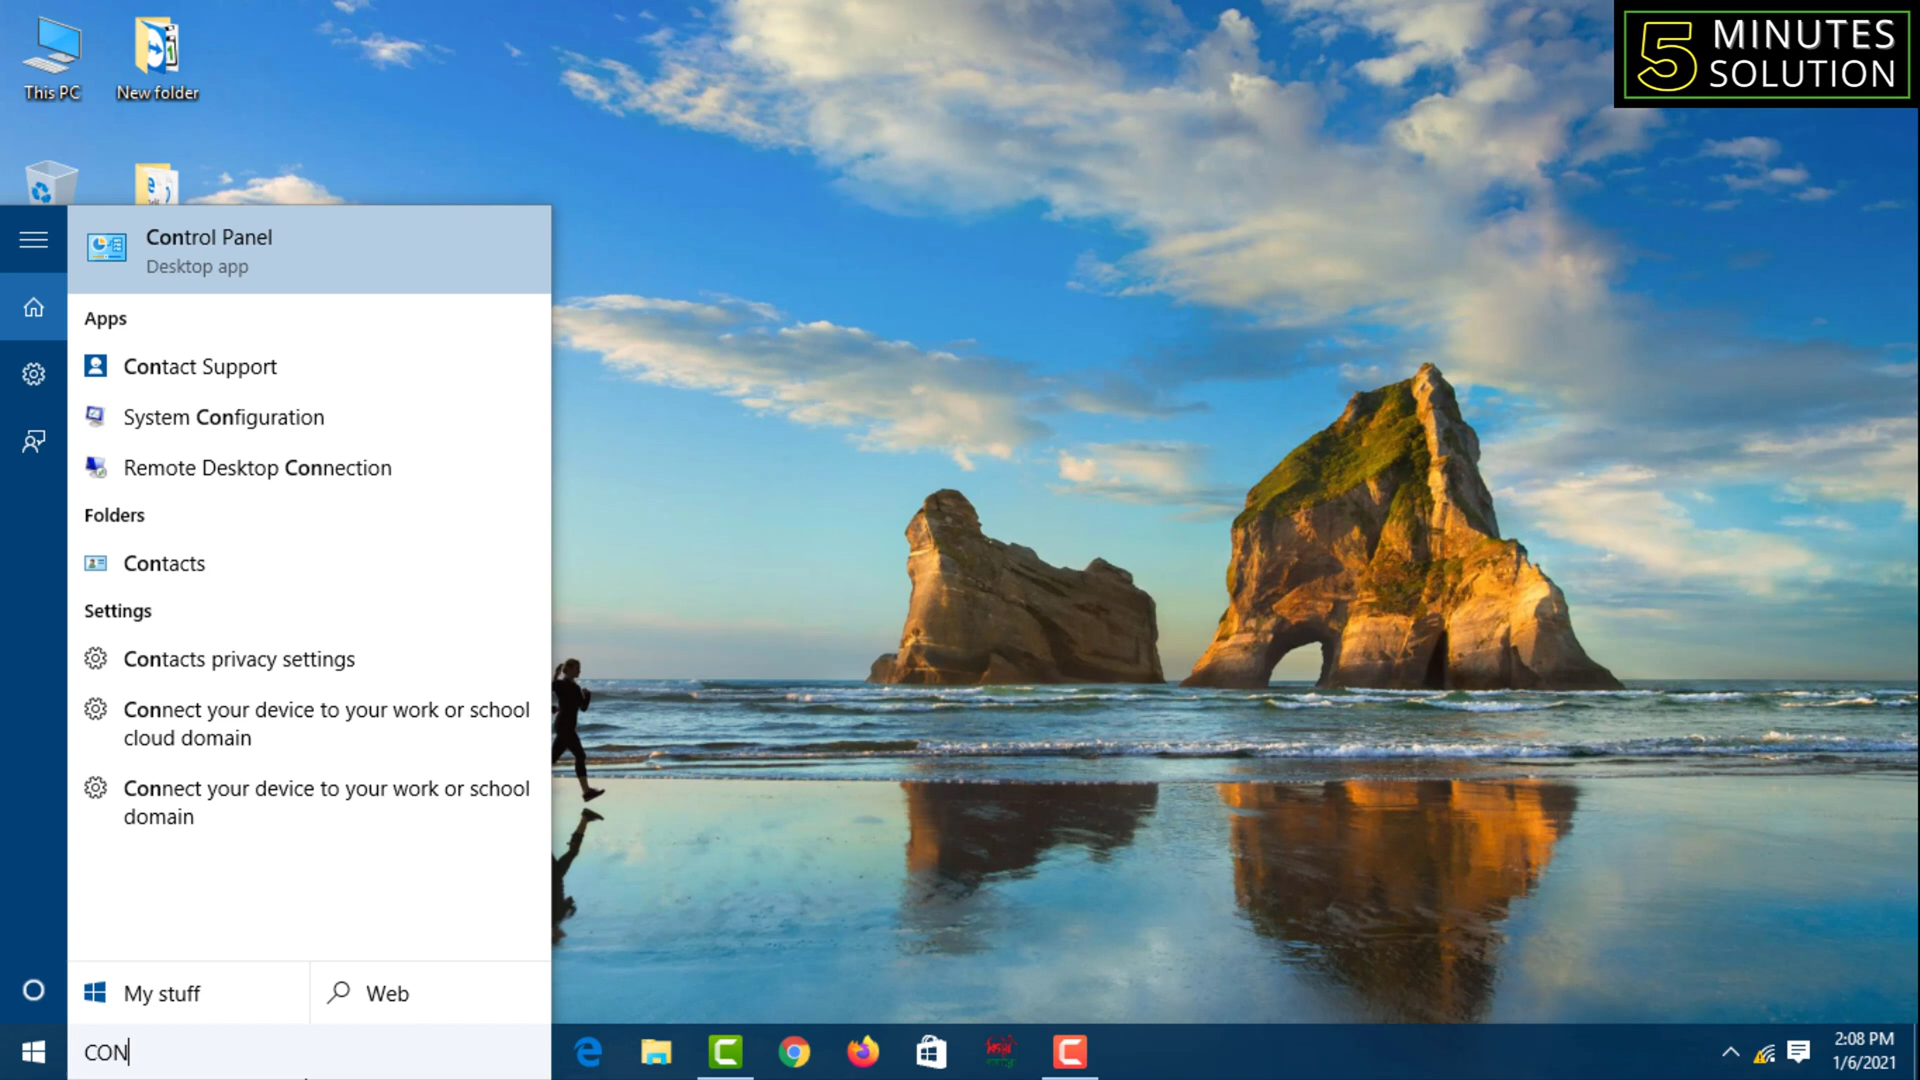 This PC
New folder
5 MINUTES
SOLUTION
Control Panel
Desktop app
Apps
Contact Support
System Configuration
Remote Desktop Connection
Folders
Contacts
Settings
Contacts privacy settings
Connect your device to your work or school
cloud domain
Connect your device to your work or school
domain
My stuff
Web
CON
2:08 PM
1/6/2021